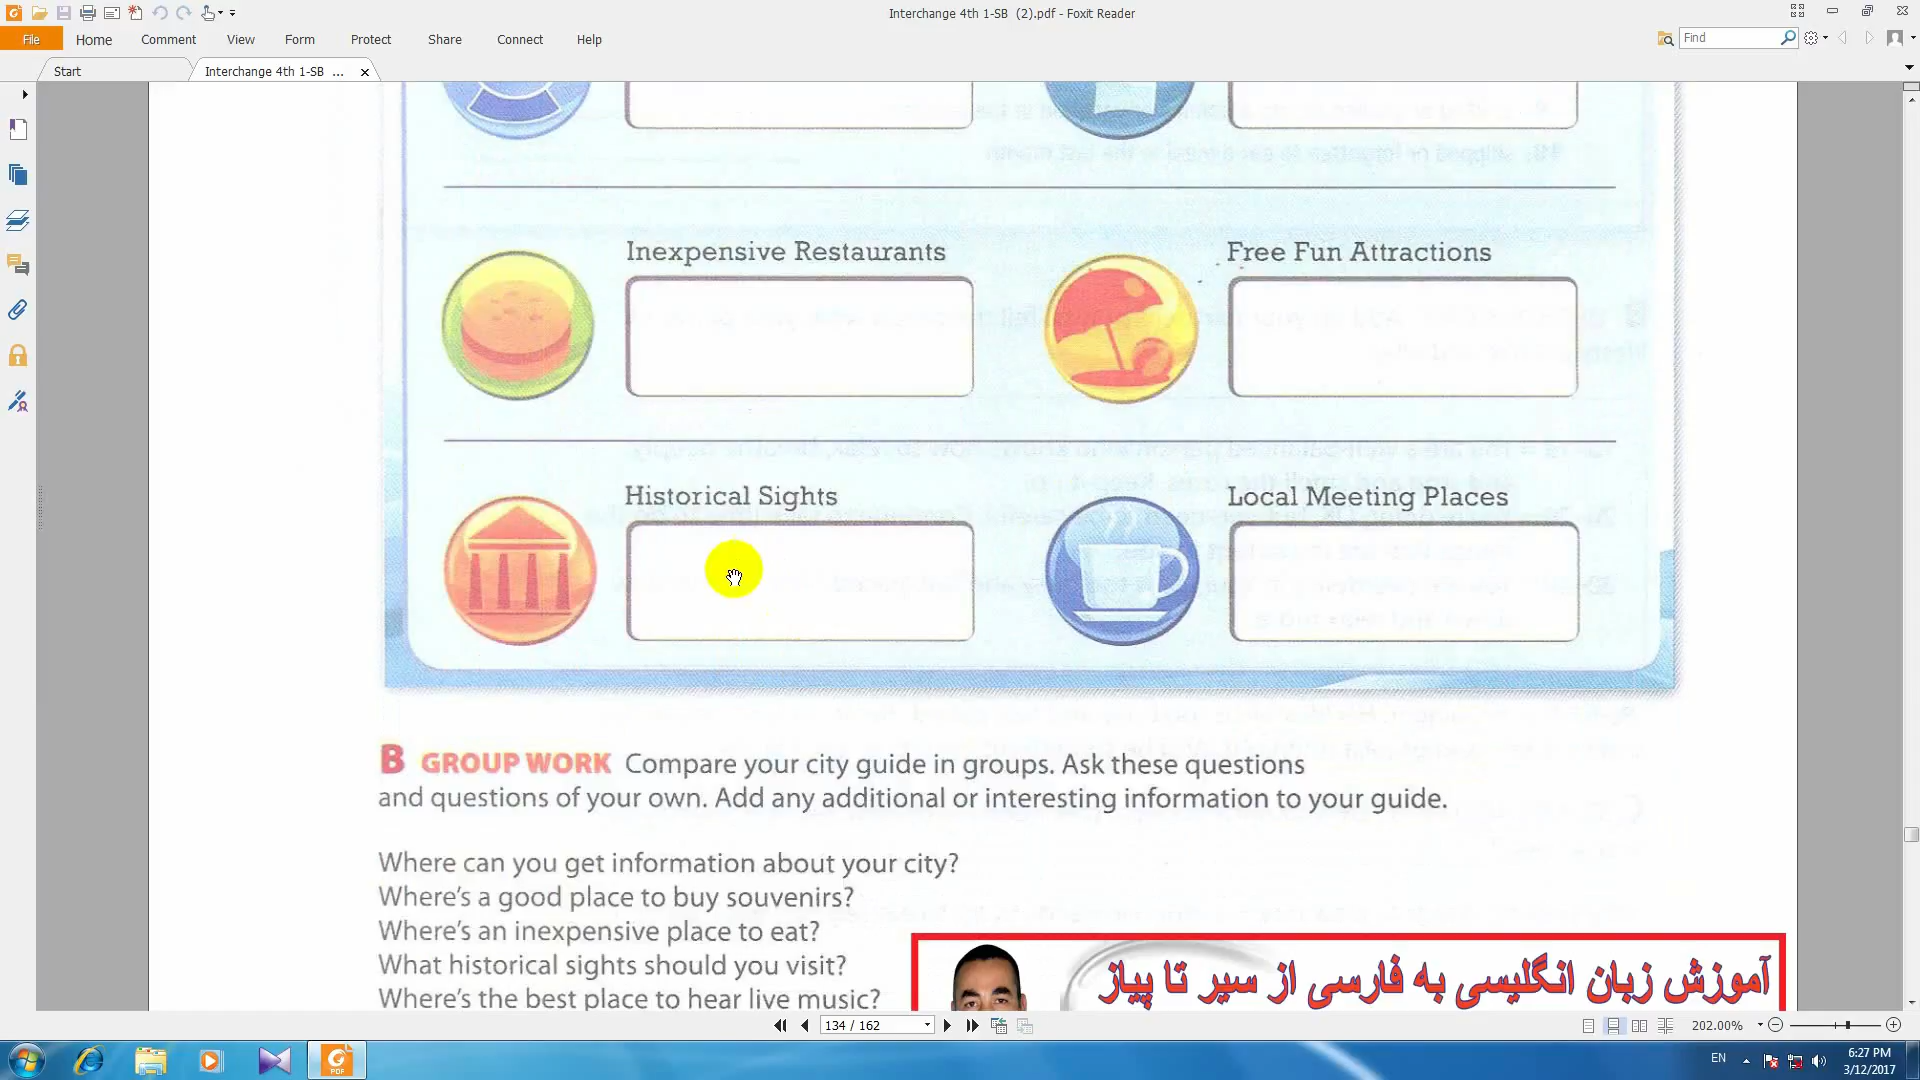 Interchange 4th 1-SB (2).pdf - Foxit Reader
File Home Comment View Form Protect Share Connect Help
Find
Start
Interchange 4th 1-SB ...
Inexpensive Restaurants
Free Fun Attractions
Historical Sights
Local Meeting Places
B GROUP WORK Compare your city guide in groups. Ask these questions
and questions of your own. Add any additional or interesting information to your guide.
Where can you get information about your city?
Where's a good place to buy souvenirs?
Where's an inexpensive place to eat?
What historical sights should you visit?
Where's the best place to hear live music?
آموزش زبان انگلیسی به فارسی از سیر تا پیاز
134 / 162
202.00%
EN
6:27 PM
3/12/2017